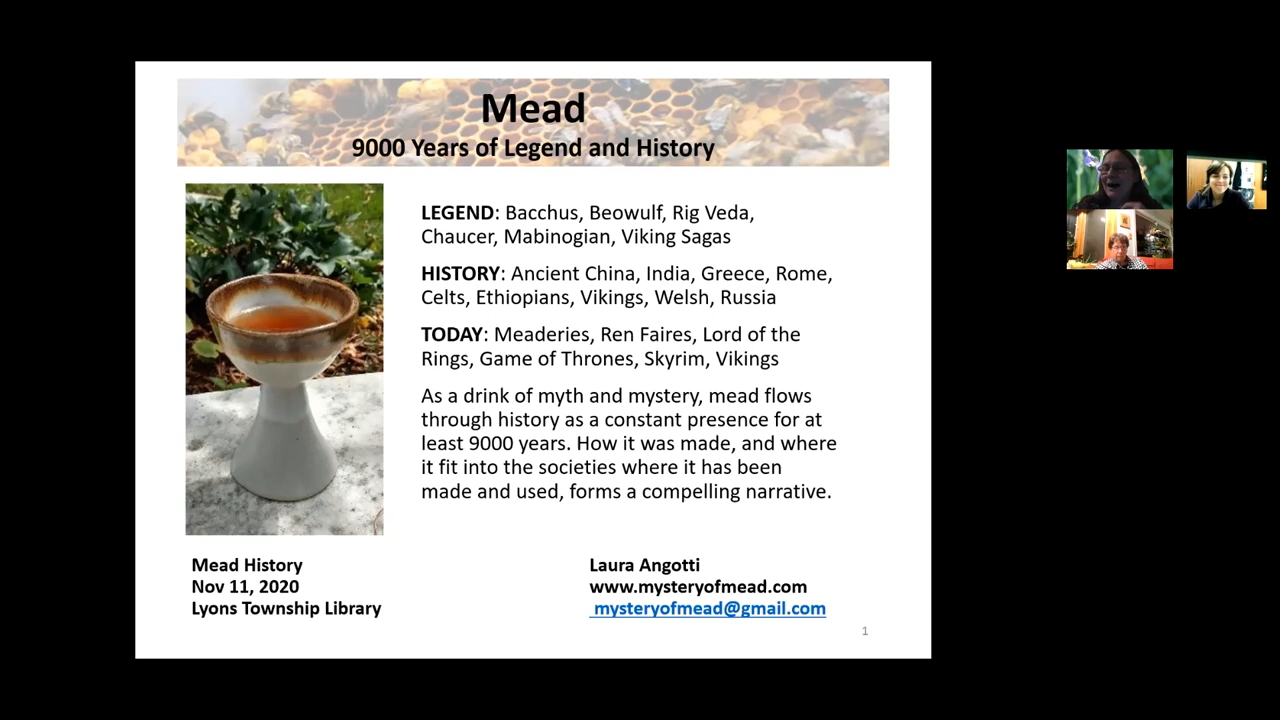 Mead
9000 Years of Legend and History
LEGEND: Bacchus, Beowulf, Rig Veda,
Chaucer, Mabinogian, Viking Sagas
HISTORY: Ancient China, India, Greece, Rome,
Celts, Ethiopians, Vikings, Welsh, Russia
TODAY: Meaderies, Ren Faires, Lord of the
Rings, Game of Thrones, Skyrim, Vikings
As a drink of myth and mystery, mead flows
through history as a constant presence for at
least 9000 years. How it was made, and where
it fit into the societies where it has been
made and used, forms a compelling narrative.
Mead History
Nov 11, 2020
Lyons Township Library
Laura Angotti
www.mysteryofmead.com
mysteryofmead@gmail.com
1